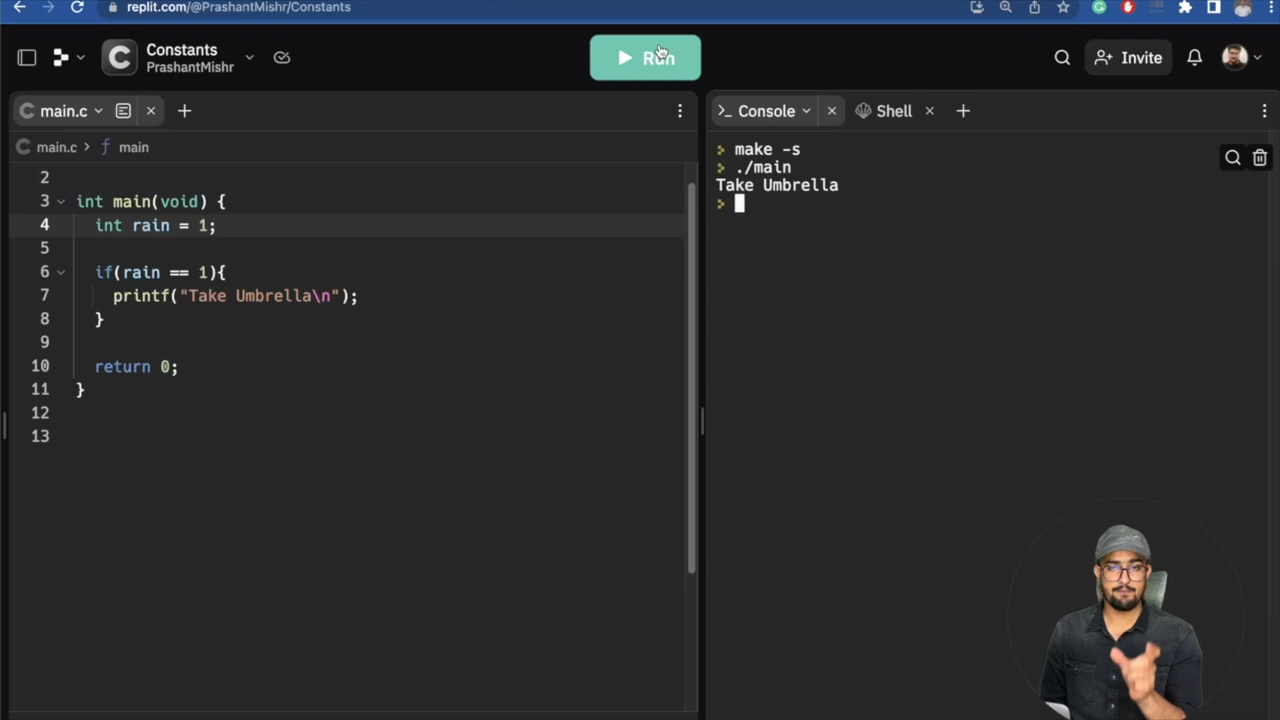 replit.com/@PrashantMishr/Constants
Constants
PrashantMishr
Run
Invite
main.c
main.c > main
2
3 int main(void) {
4 int rain = 1;
5
6 if(rain == 1){
7 printf("Take Umbrella\n");
8 }
9
10 return 0;
11 }
12
13
>_ Console
Shell
> make -s
> ./main
Take Umbrella
>